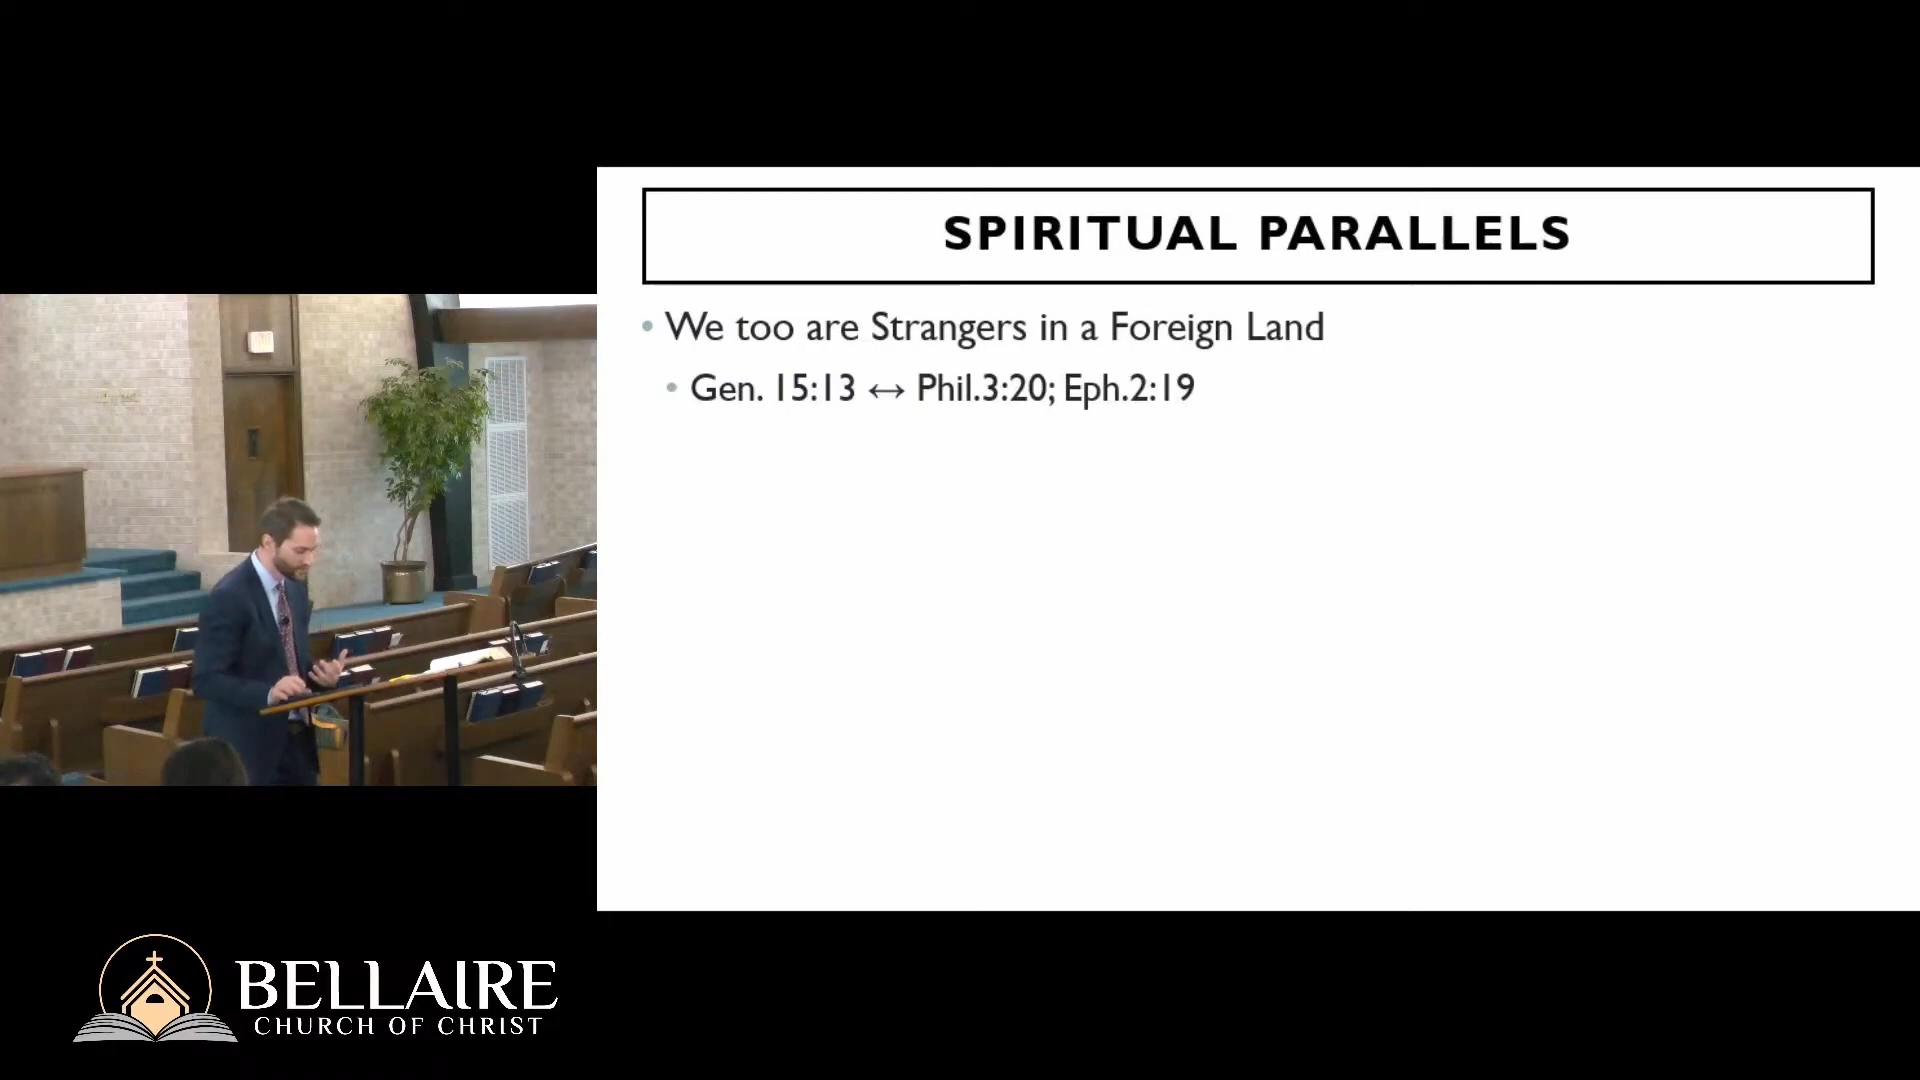 SPIRITUAL PARALLELS
• We too are Strangers in a Foreign Land
• Gen. 15:13 ↔ Phil.3:20; Eph.2:19
BELLAIRE
CHURCH OF CHRIST